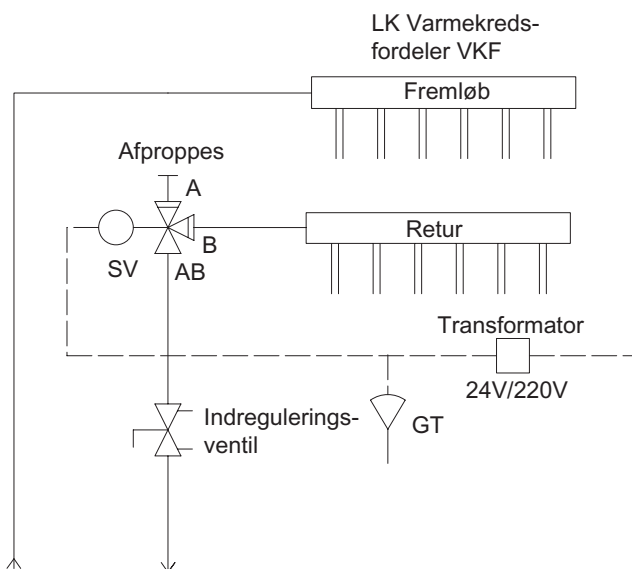 LK Varmekreds-
fordeler VKF
Fremløb
Afproppes
A
B
Retur
SV
AB
Transformator
24V/220V
Indregulerings-
ventil
GT